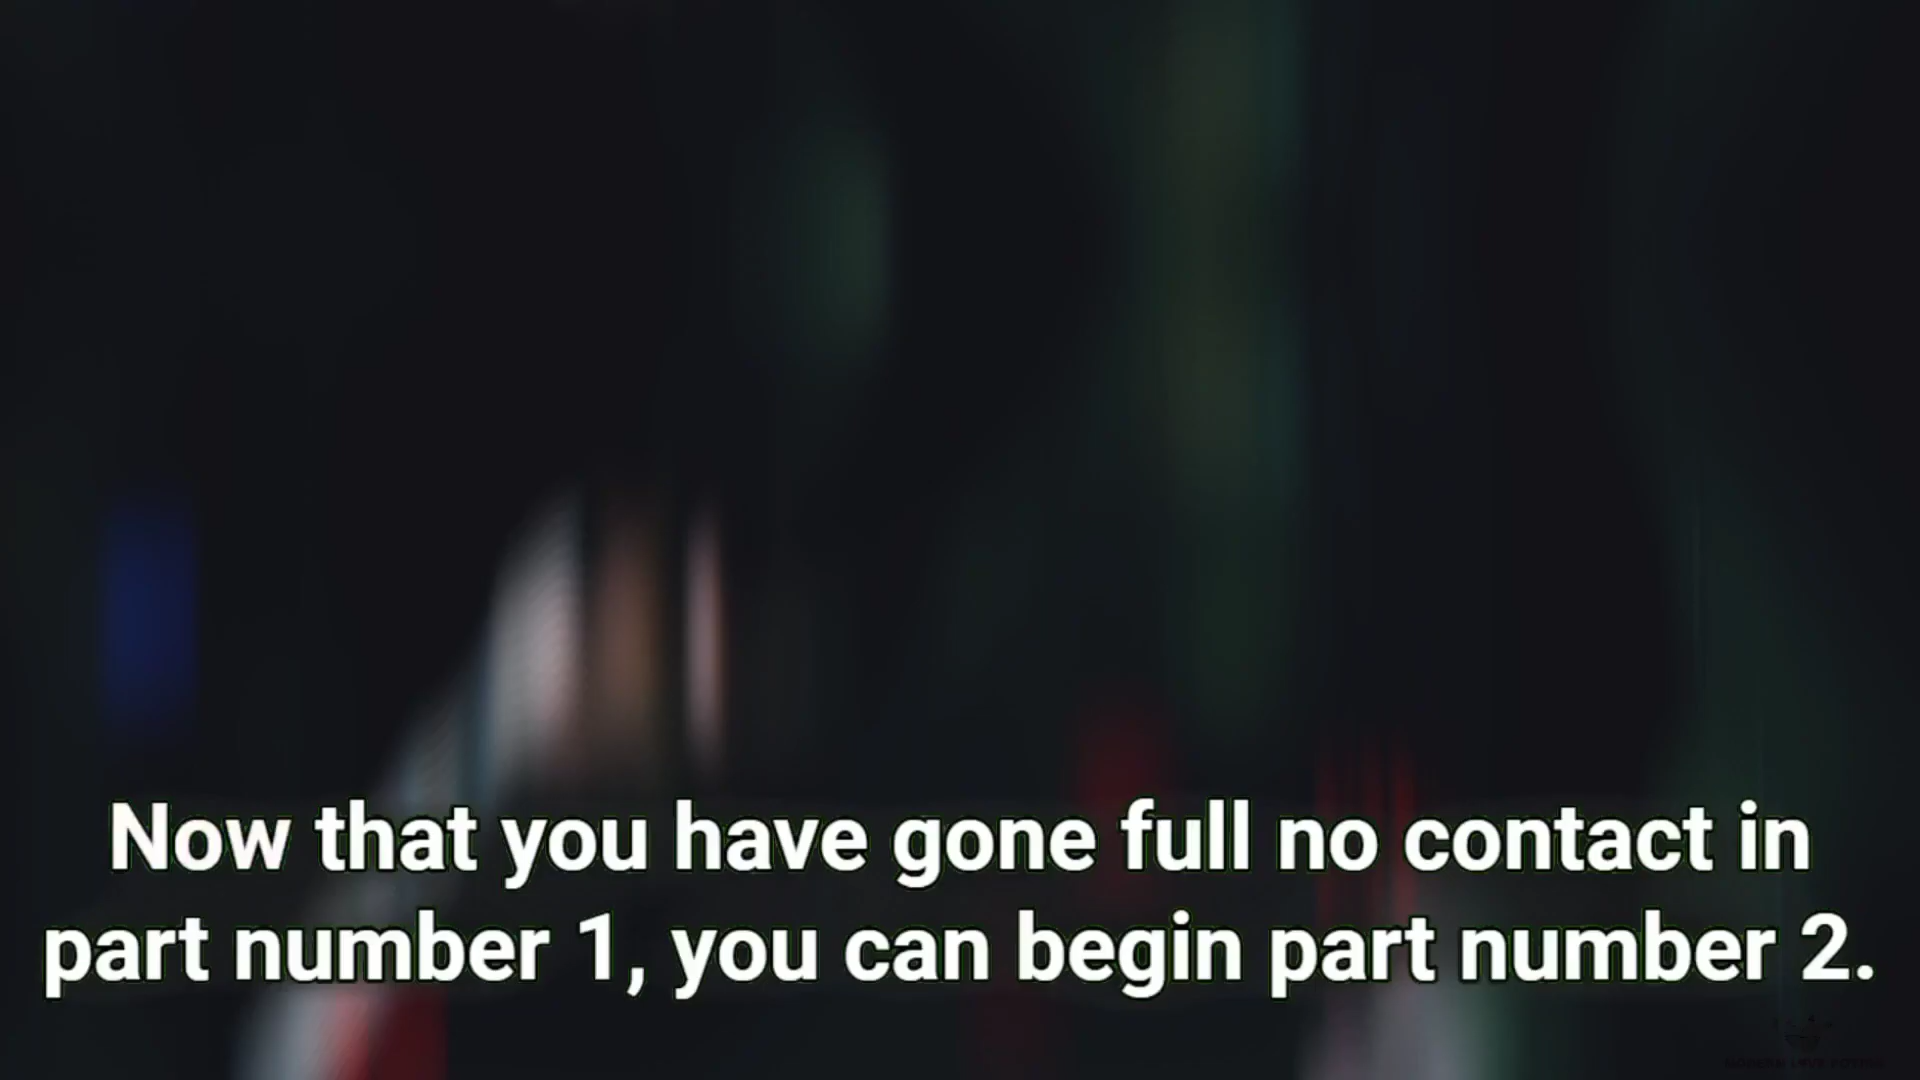 Now that you have gone full no contact in
part number 1, you can begin part number 2.